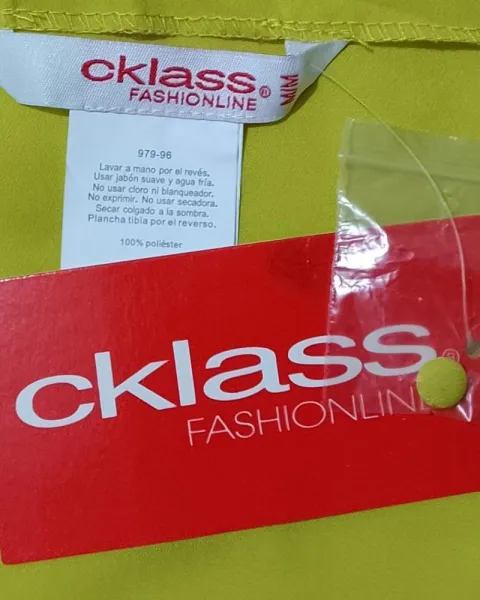 cklass®
FASHIONLINE
M/M
979-96
Lavar a mano por el revés.
Usar jabón suave y agua fría.
No usar cloro ni blanqueador.
No exprimir. No usar secadora.
Secar colgado a la sombra.
Plancha tibia por el reverso.
100% poliéster
cklass®
FASHIONLINE